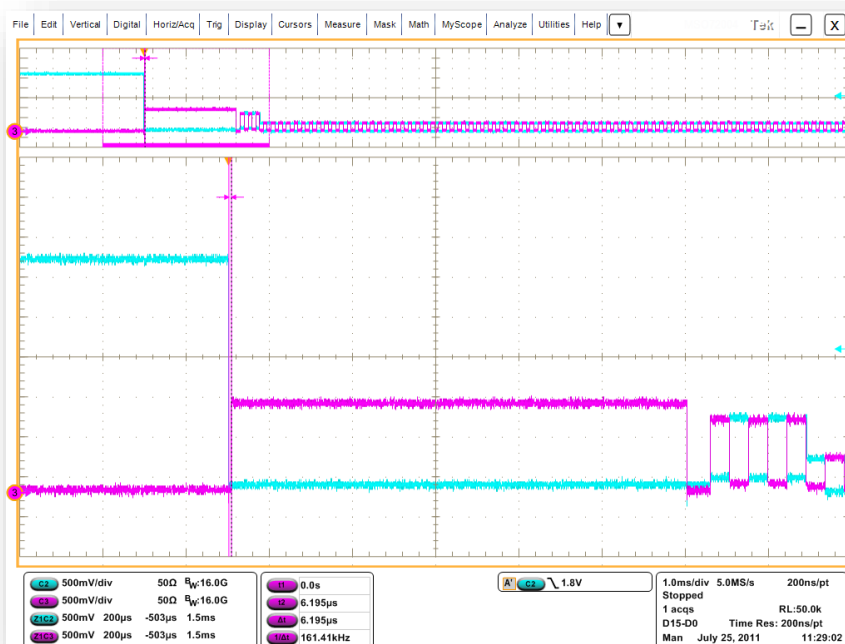 File Edit Vertical Digital Horiz/Acq Trig Display Cursors Measure Mask Math MyScope Analyze Utilities Help Tek X
3
3
C2 500mV/div 50Ω BW:16.0G
C3 500mV/div 50Ω BW:16.0G
Z1C2 500mV 200µs -503µs 1.5ms
Z1C3 500mV 200µs -503µs 1.5ms
t1 0.0s
t2 6.195µs
Δt 6.195µs
1/Δt 161.41kHz
A' C2 1.8V
1.0ms/div 5.0MS/s 200ns/pt
Stopped
1 acqs RL:50.0k
D15-D0 Time Res: 200ns/pt
Man July 25, 2011 11:29:02